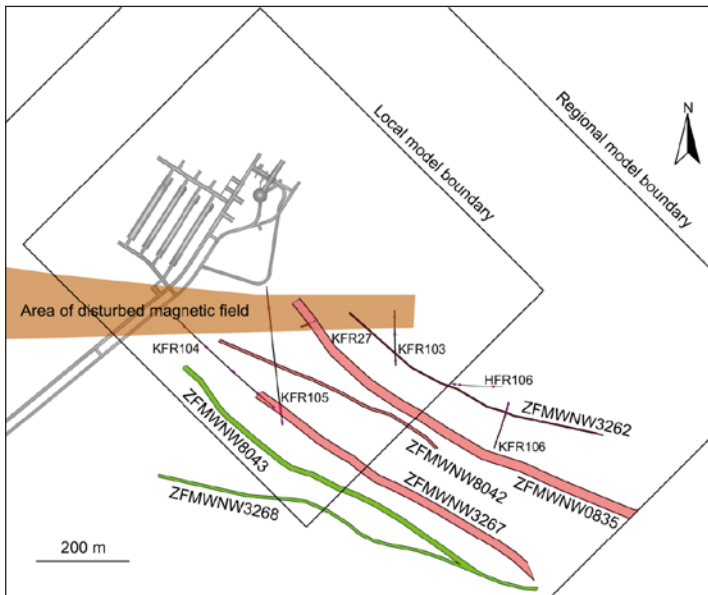 Local model boundary
Regional model boundary
N
Area of disturbed magnetic field
KFR27
KFR103
KFR104
HFR106
KFR105
ZFMWNW3262
KFR106
ZFMWNW8043
ZFMWNW8042
ZFMWNW0835
ZFMWNW3267
ZFMWNW3268
200 m